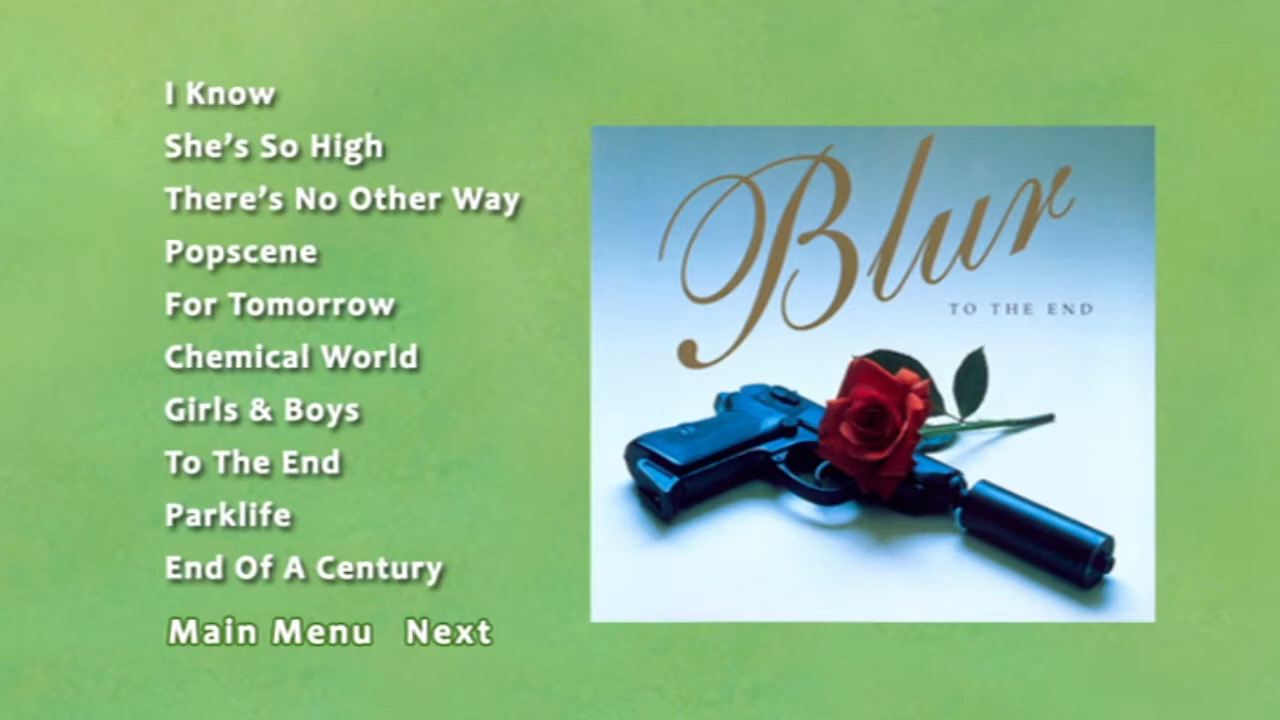 I Know
She's So High
There's No Other Way
Popscene
For Tomorrow
Chemical World
Girls & Boys
To The End
Parklife
End Of A Century
Main Menu Next
Blur
TO THE END